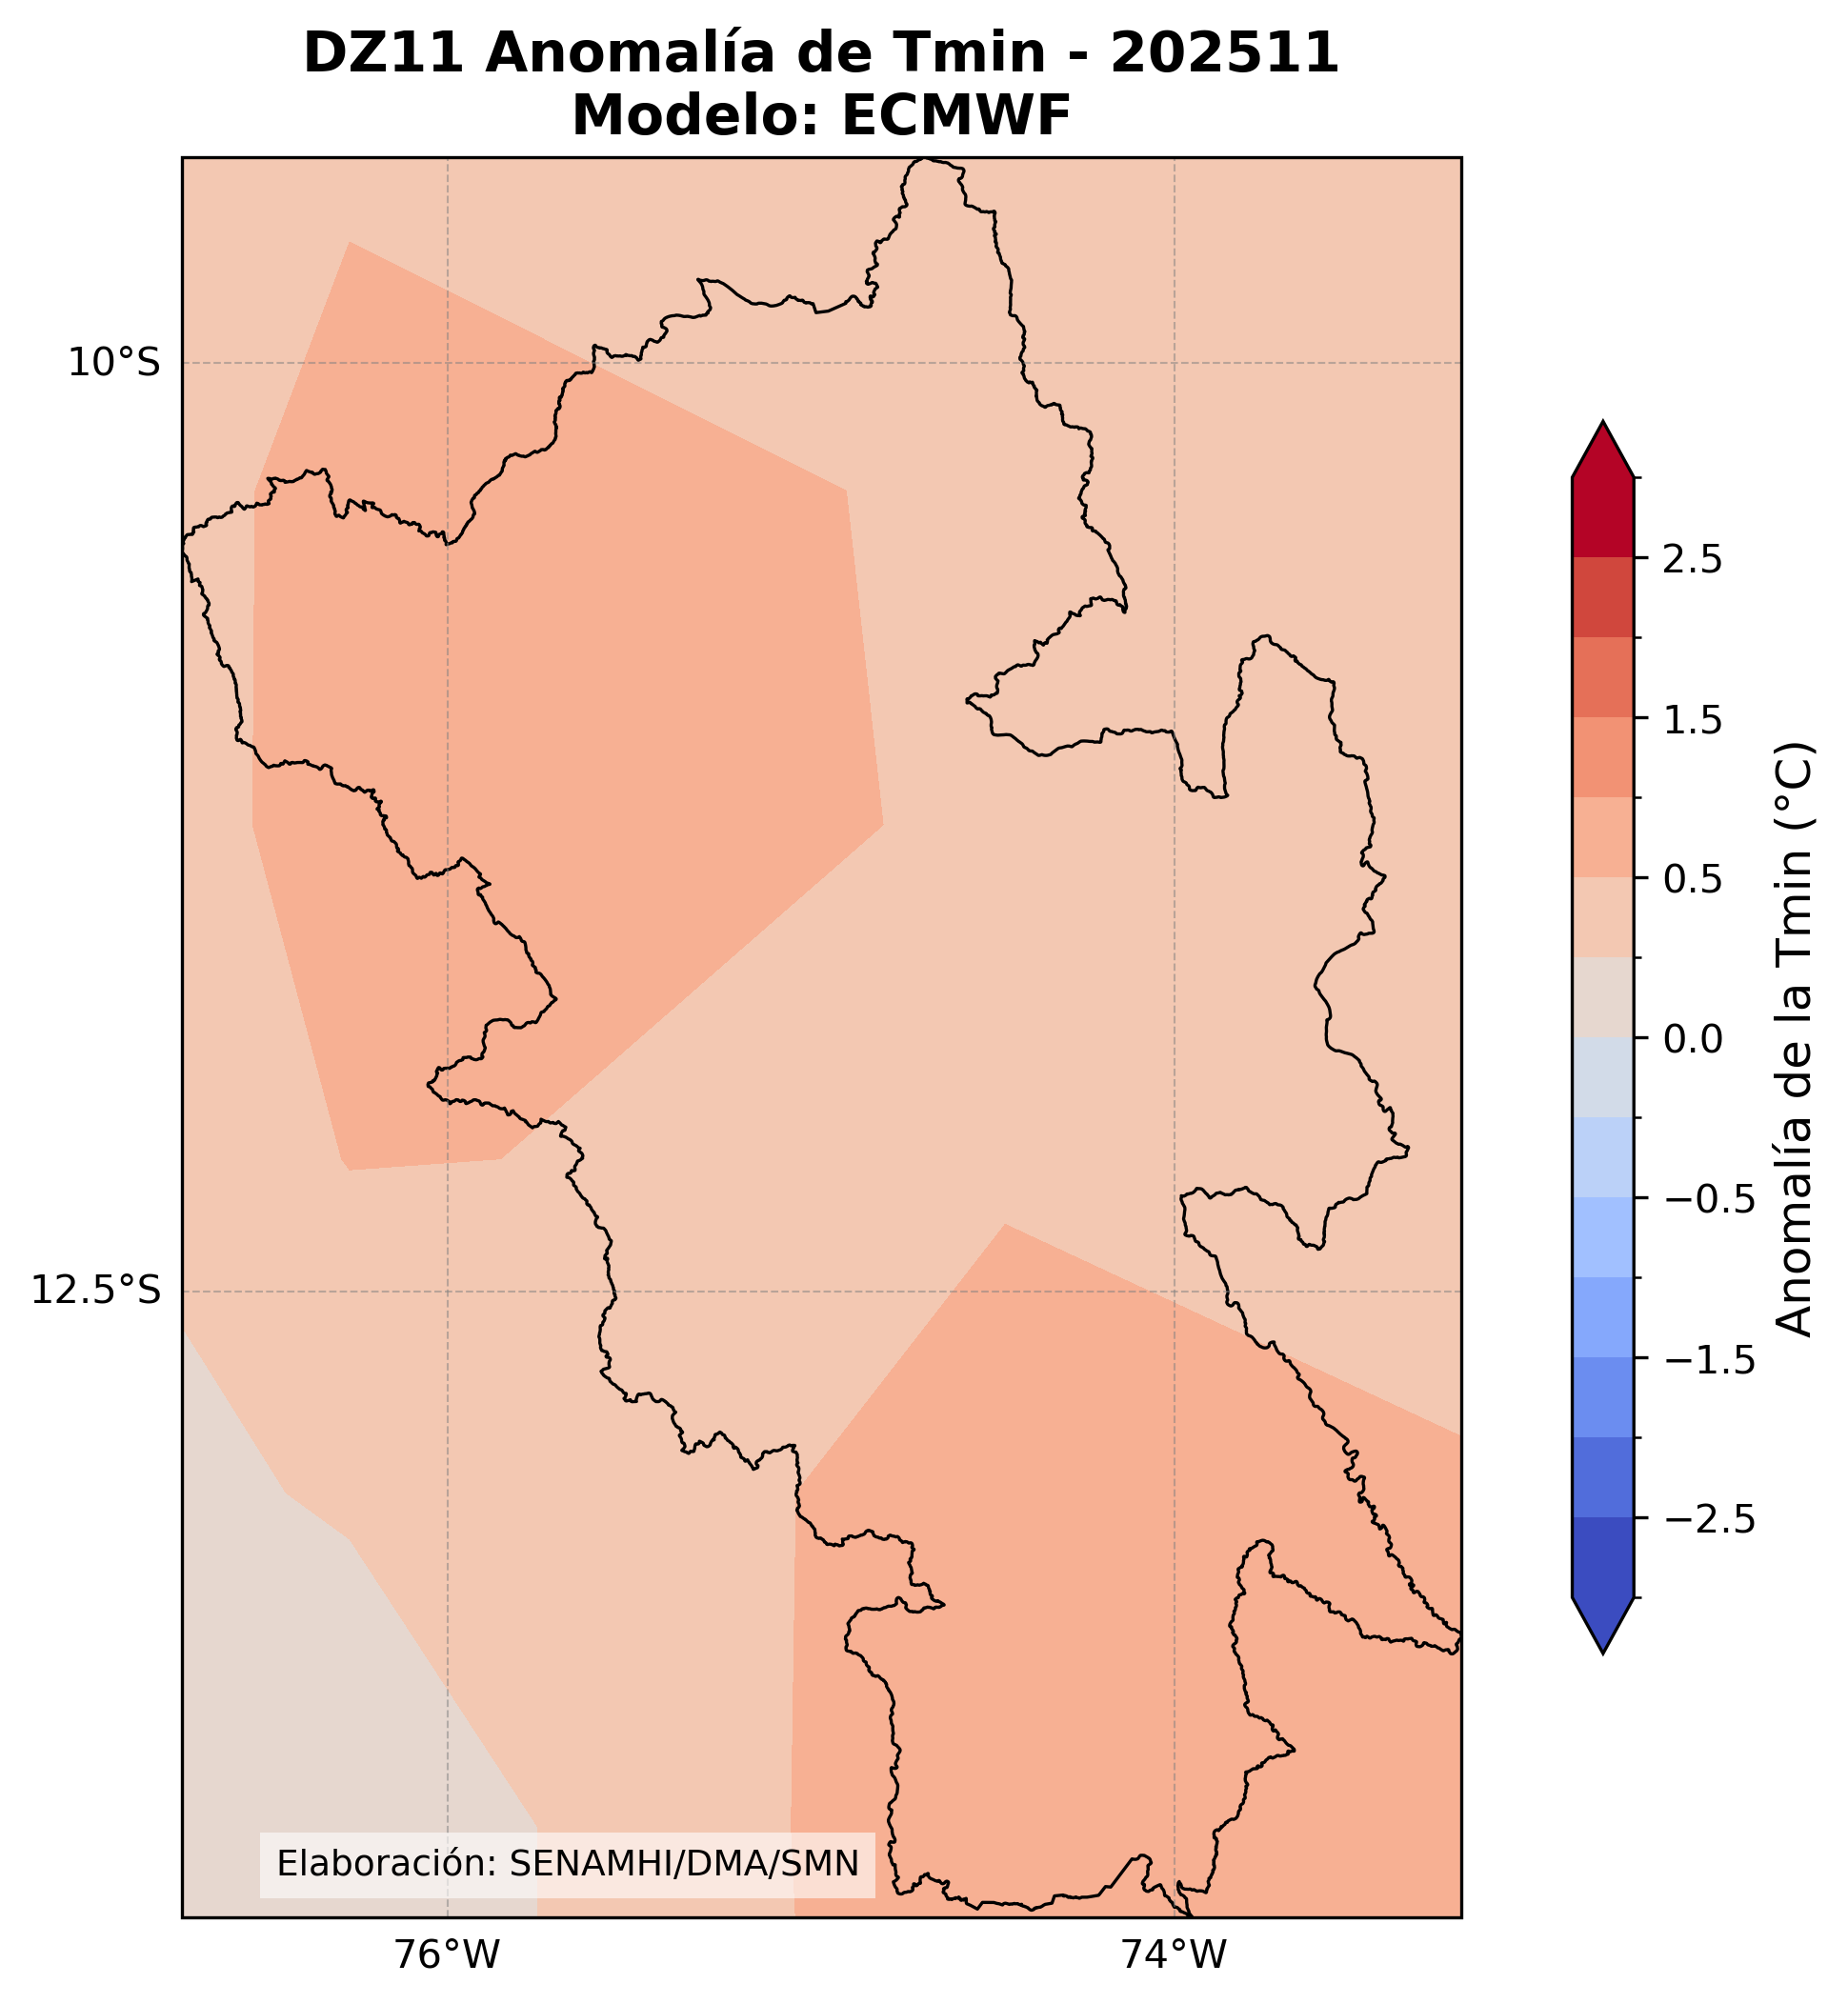 DZ11 Anomalía de Tmin - 202511
Modelo: ECMWF
10°S
12.5°S
76°W
74°W
Elaboración: SENAMHI/DMA/SMN
2.5
1.5
0.5
0.0
−0.5
−1.5
−2.5
Anomalía de la Tmin (°C)